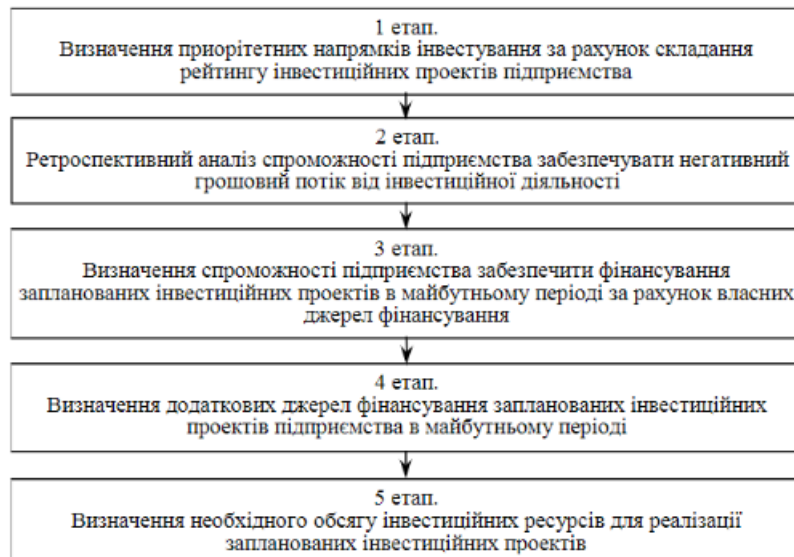 1 етап.
Визначення приорітетних напрямків інвестування за рахунок складання
рейтингу інвестиційних проектів підприємства
2 етап.
Ретроспективний аналіз спроможності підприємства забезпечувати негативний
грошовий потік від інвестиційної діяльності
3 етап.
Визначення спроможності підприємства забезпечити фінансування
запланованих інвестиційних проектів в майбутньому періоді за рахунок власних
джерел фінансування
4 етап.
Визначення додаткових джерел фінансування запланованих інвестиційних
проектів підприємства в майбутньому періоді
5 етап.
Визначення необхідного обсягу інвестиційних ресурсів для реалізації
запланованих інвестиційних проектів